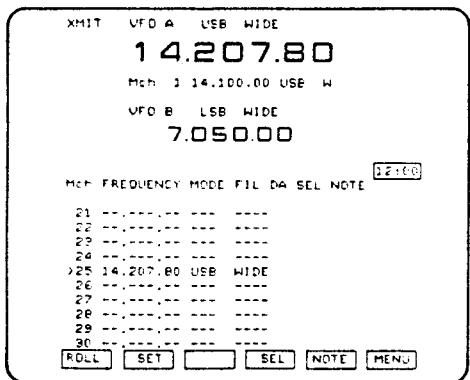 XMIT VFO A USB WIDE
14.207.80
Mch 1 14.100.00 USB W
VFO B LSB WIDE
7.050.00
12:00
Mch FREQUENCY MODE FIL DA SEL NOTE
21 --.---.-- --- ----
22 --.---.-- --- ----
23 --.---.-- --- ----
24 --.---.-- --- ----
>25 14.207.80 USB WIDE
26 --.---.-- --- ----
27 --.---.-- --- ----
28 --.---.-- --- ----
29 --.---.-- --- ----
30 --.---.-- --- ----
ROLL SET SEL NOTE MENU